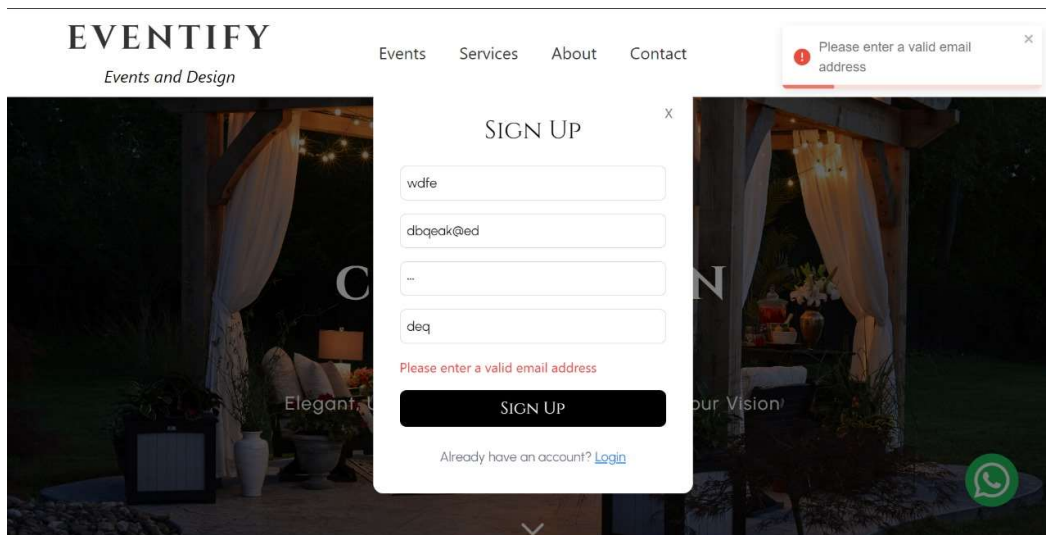 EVENTIFY
Events and Design
Events Services About Contact
Please enter a valid email
address
X
SIGN UP
wdfe
dbqeak@ed
...
deq
Please enter a valid email address
SIGN UP
Already have an account? Login
C N
Elegant, our Vision